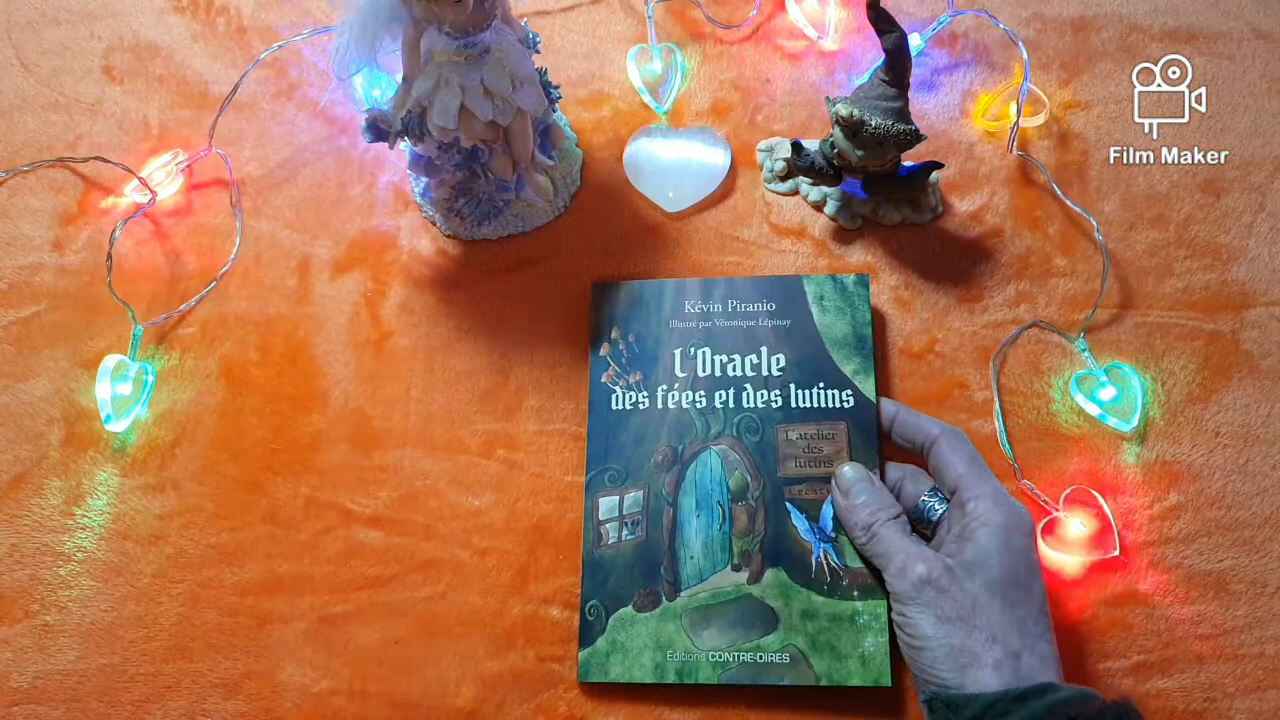 Film Maker
Kévin Piranio
Illustré par Véronique Lépinay
L'Oracle
des fées et des lutins
L'atelier
des
lutins
Éditions CONTRE-DIRES